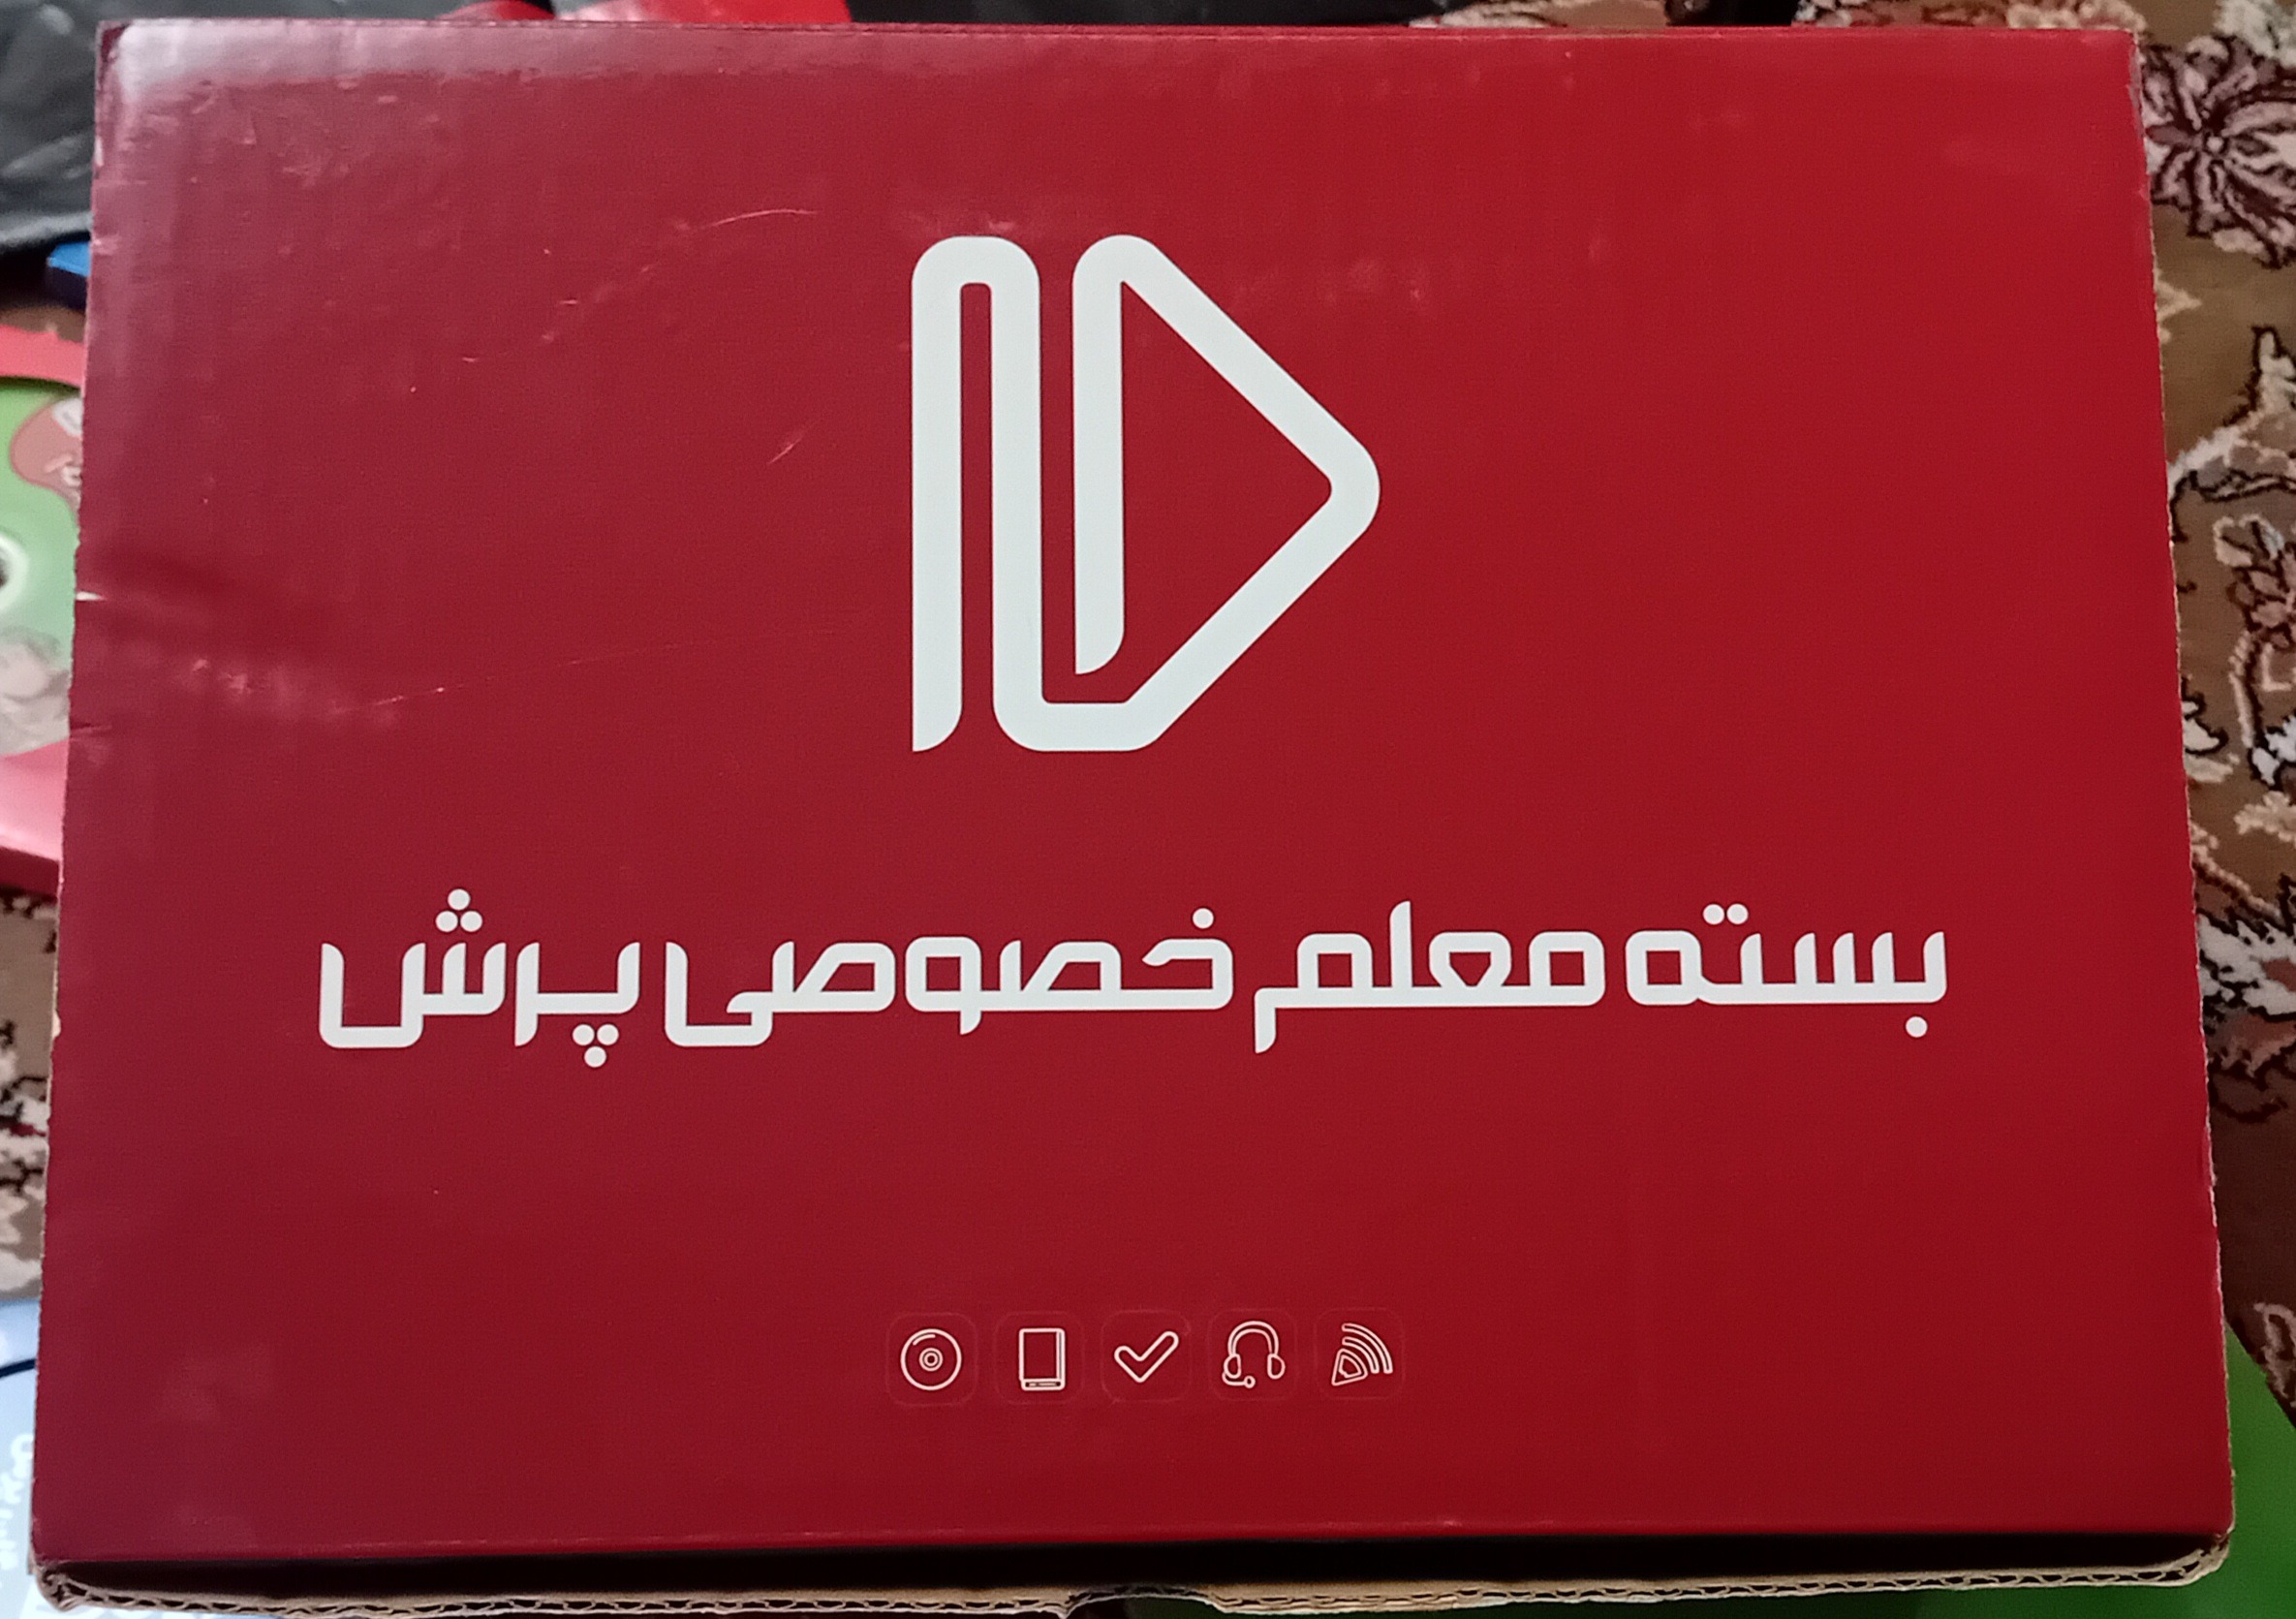 بسته معلم خصوصی پرش